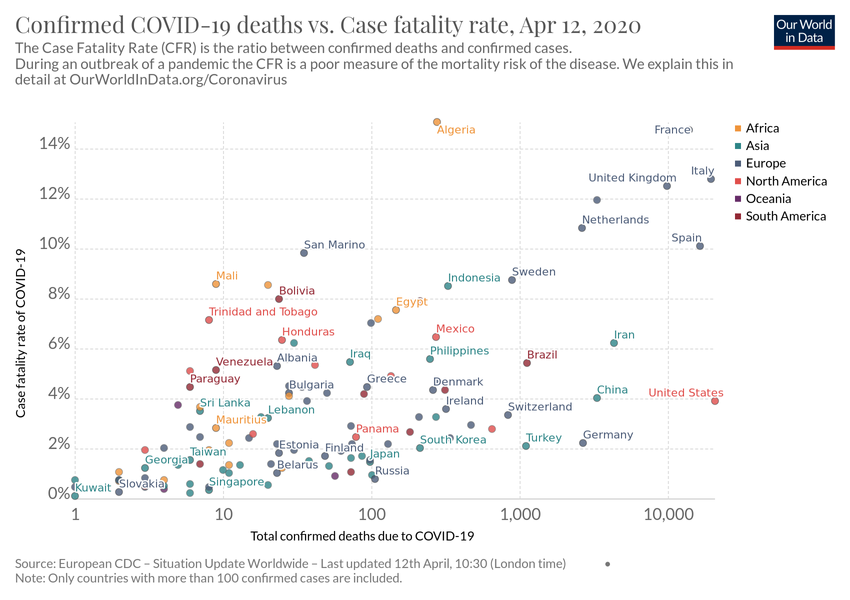 Confirmed COVID-19 deaths vs. Case fatality rate, Apr 12, 2020
Our World
in Data
The Case Fatality Rate (CFR) is the ratio between confirmed deaths and confirmed cases.
During an outbreak of a pandemic the CFR is a poor measure of the mortality risk of the disease. We explain this in
detail at OurWorldInData.org/Coronavirus
Case fatality rate of COVID-19
14%
12%
10%
8%
6%
4%
2%
0%
Algeria
France
Italy
United Kingdom
Netherlands
Spain
San Marino
Mali
Indonesia
Sweden
Bolivia
Egypt
Trinidad and Tobago
Honduras
Mexico
Iran
Philippines
Iraq
Albania
Brazil
Venezuela
Paraguay
Bulgaria
Greece
Denmark
China
United States
Sri Lanka
Lebanon
Ireland
Switzerland
Mauritius
Panama
South Korea
Turkey
Germany
Estonia
Finland
Taiwan
Georgia
Japan
Belarus
Russia
Kuwait
Slovakia
Singapore
1
10
100
1,000
10,000
Total confirmed deaths due to COVID-19
Africa
Asia
Europe
North America
Oceania
South America
Source: European CDC – Situation Update Worldwide – Last updated 12th April, 10:30 (London time)
Note: Only countries with more than 100 confirmed cases are included.